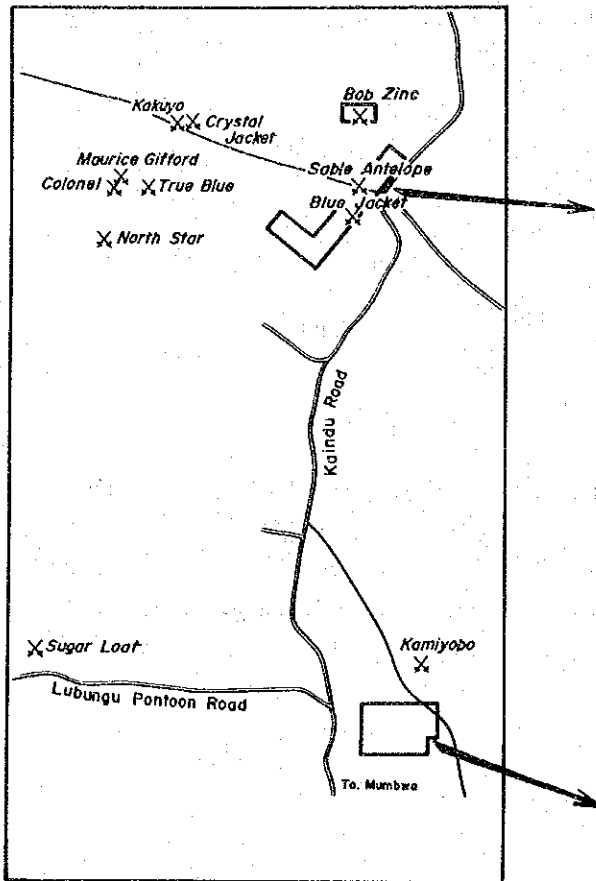 Bob Zinc
Kakuyo
Crystal
Jacket
Maurice Gifford
Sable Antelope
Colonel
True Blue
Blue Jacket
North Star
Kaindu Road
Sugar Loaf
Kamiyobo
Lubungu Pontoon Road
To. Mumbwa